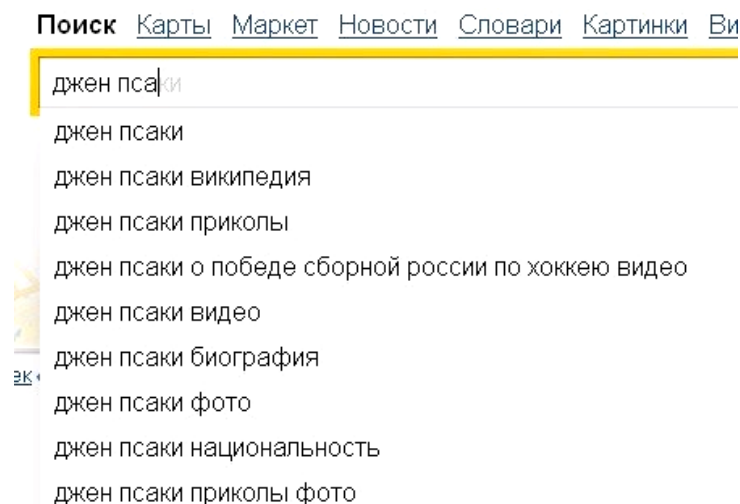 Поиск Карты Маркет Новости Словари Картинки Ви
джен псаки
джен псаки
джен псаки википедия
джен псаки приколы
джен псаки о победе сборной россии по хоккею видео
джен псаки видео
джен псаки биография
ек
джен псаки фото
джен псаки национальность
джен псаки приколы фото